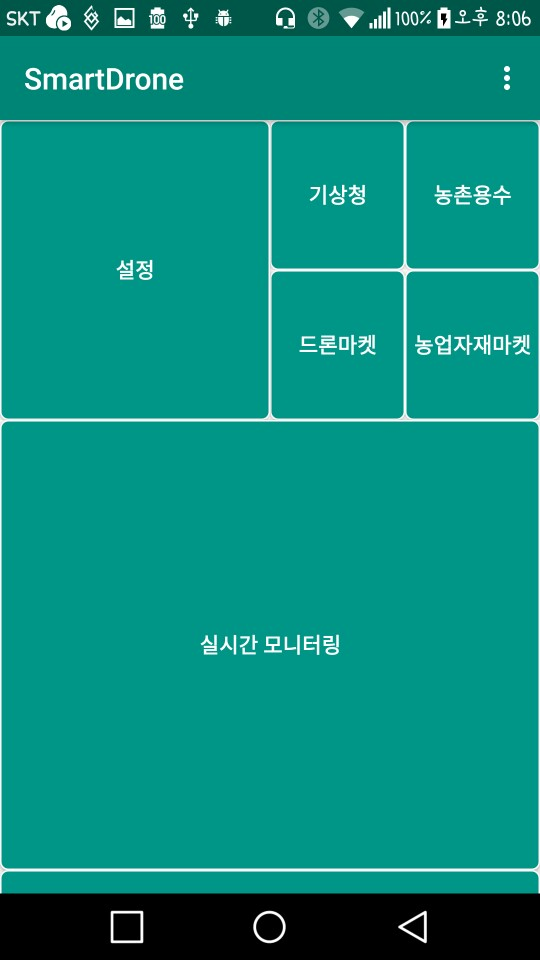 SKT 100 100% 오후 8:06
SmartDrone
설정
기상청
농촌용수
드론마켓
농업자재마켓
실시간 모니터링